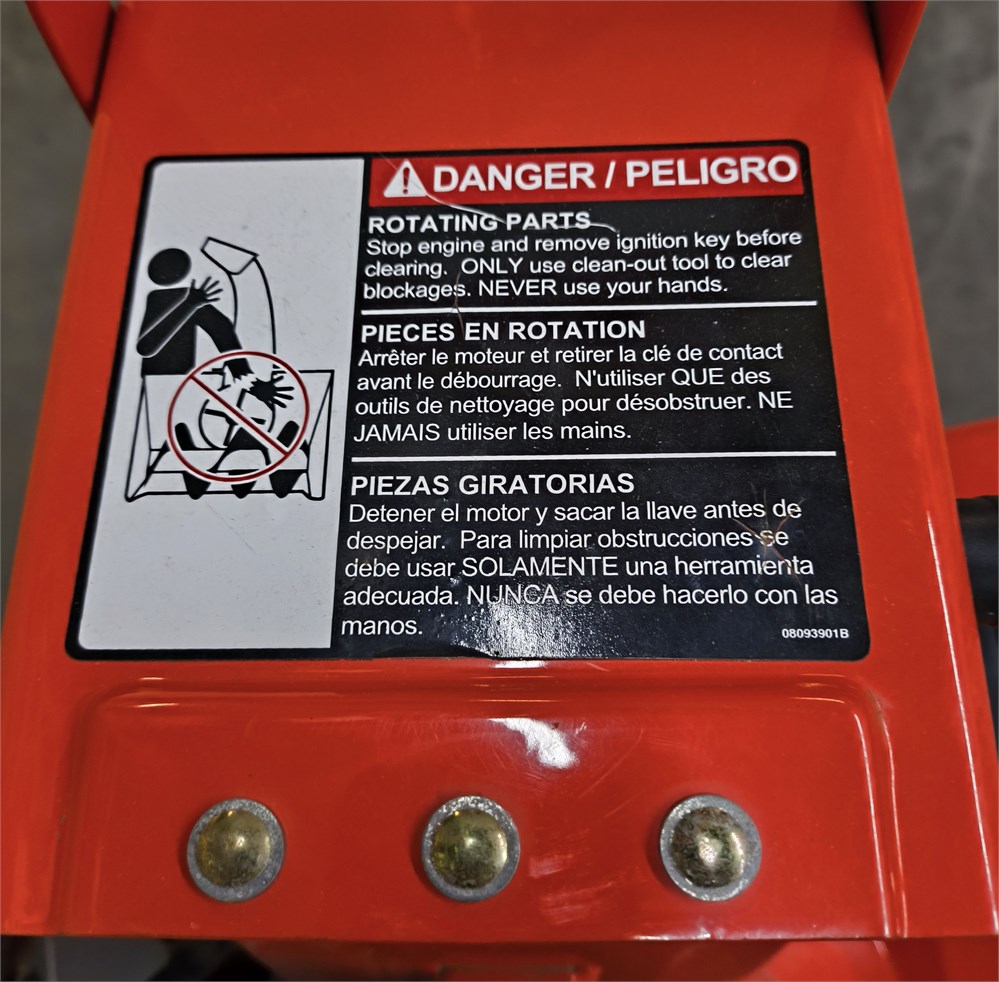 DANGER / PELIGRO
ROTATING PARTS
Stop engine and remove ignition key before
clearing. ONLY use clean-out tool to clear
blockages. NEVER use your hands.
PIECES EN ROTATION
Arrêter le moteur et retirer la clé de contact
avant le débourrage. N'utiliser QUE des
outils de nettoyage pour désobstruer. NE
JAMAIS utiliser les mains.
PIEZAS GIRATORIAS
Detener el motor y sacar la llave antes de
despejar. Para limpiar obstrucciones se
debe usar SOLAMENTE una herramienta
adecuada. NUNCA se debe hacerlo con las
manos.
08093901B